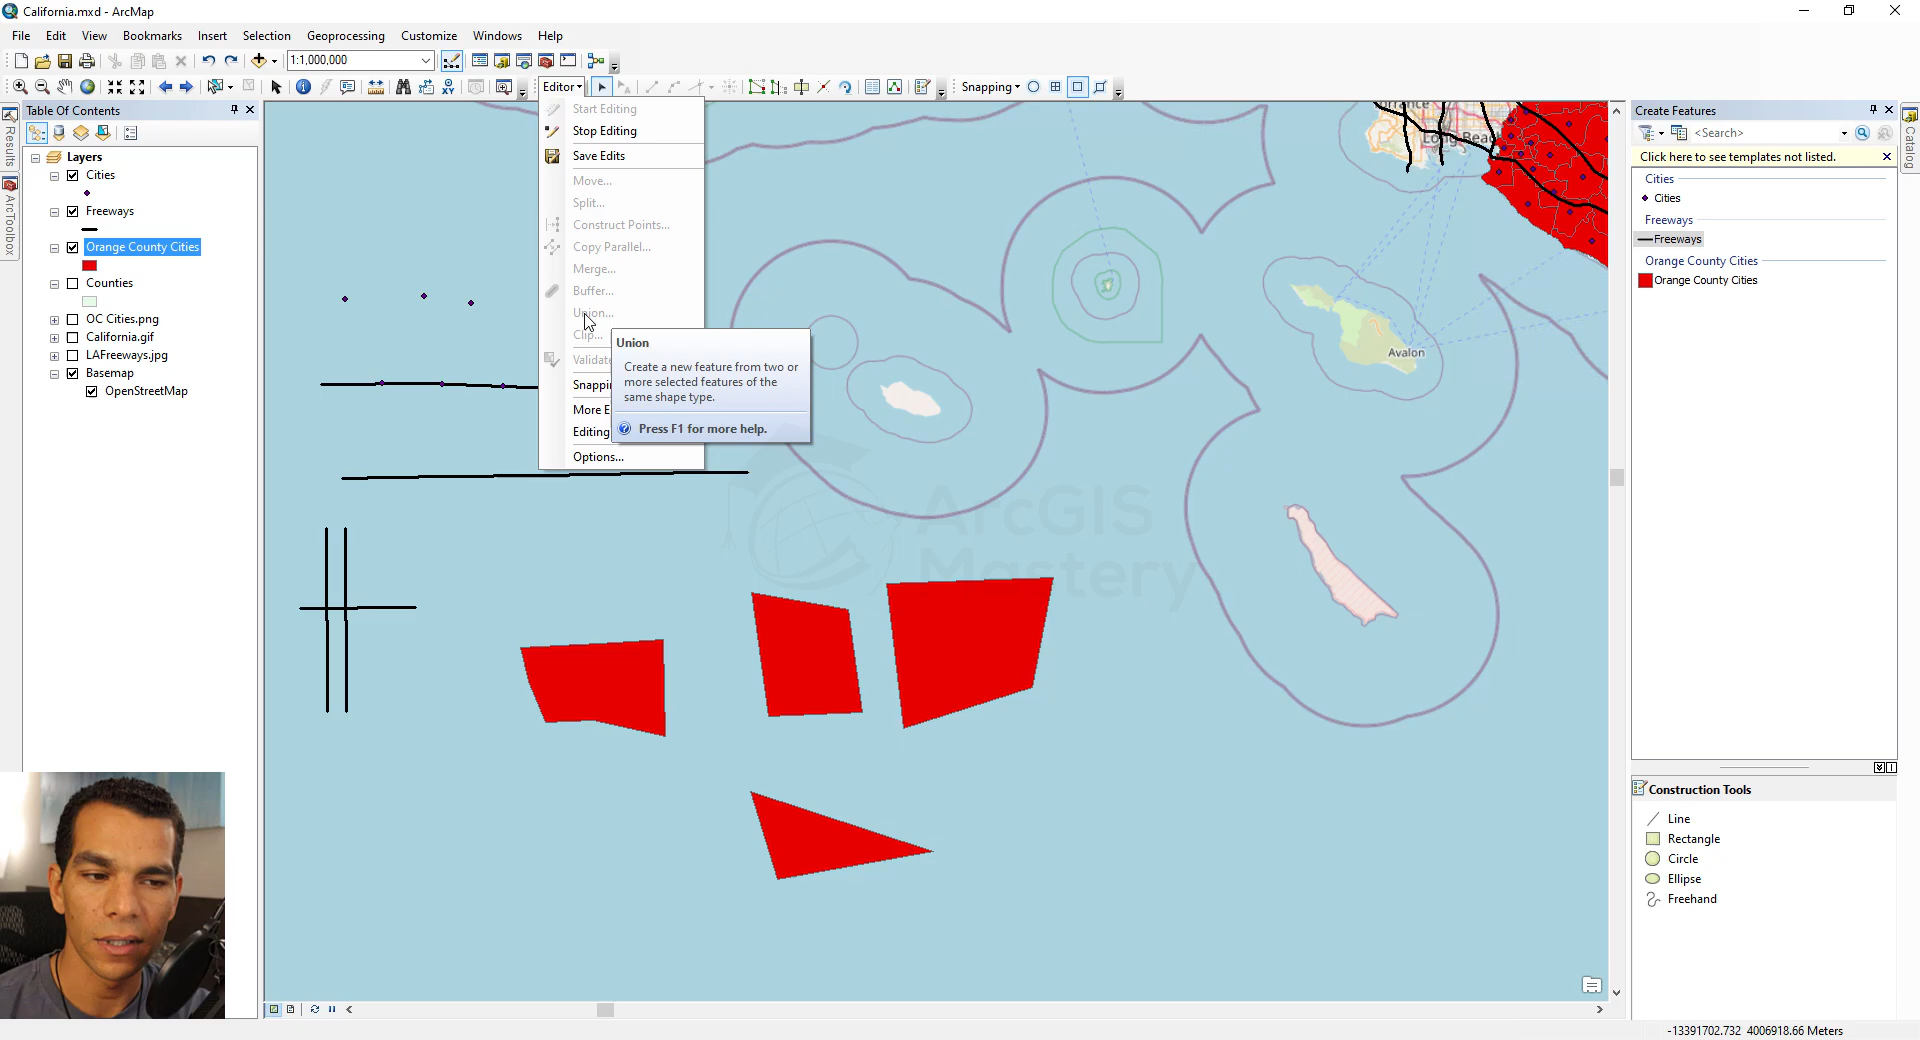 California.mxd - ArcMap
File Edit View Bookmarks Insert Selection Geoprocessing Customize Windows Help
1:1,000,000
Editor
Snapping
Table Of Contents
Results
ArcToolbox
Layers
Cities
Freeways
Orange County Cities
Counties
OC Cities.png
California.gif
LAFreeways.jpg
Basemap
OpenStreetMap
Start Editing
Stop Editing
Save Edits
Move...
Split...
Construct Points...
Copy Parallel...
Merge...
Buffer...
Union...
Clip...
Validate
Snappin
More E
Editing
Options...
Union
Create a new feature from two or
more selected features of the
same shape type.
Press F1 for more help.
Long Beach
Avalon
ArcGIS
Mastery
Create Features
<Search>
Click here to see templates not listed.
Cities
Cities
Freeways
Freeways
Orange County Cities
Orange County Cities
Catalog
Construction Tools
Line
Rectangle
Circle
Ellipse
Freehand
-13391702.732 4006918.66 Meters